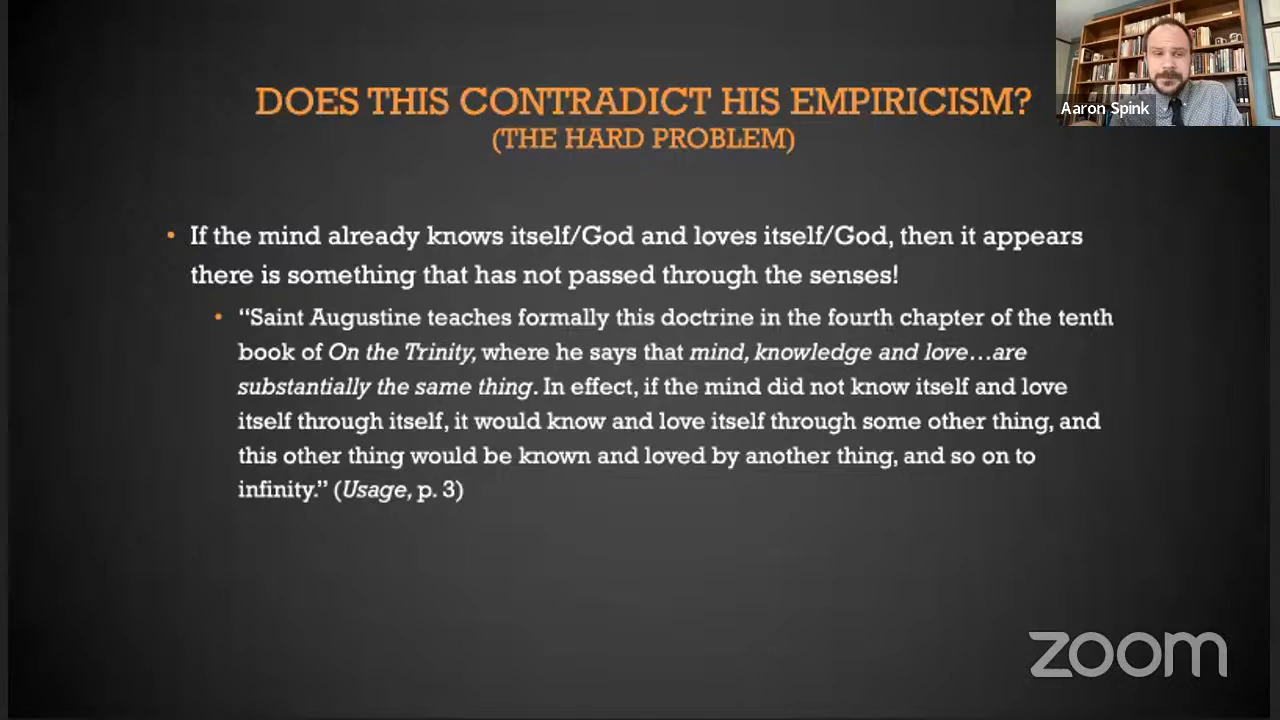 DOES THIS CONTRADICT HIS EMPIRICISM?
(THE HARD PROBLEM)
Aaron Spink
• If the mind already knows itself/God and loves itself/God, then it appears
there is something that has not passed through the senses!
• “Saint Augustine teaches formally this doctrine in the fourth chapter of the tenth
book of On the Trinity, where he says that mind, knowledge and love…are
substantially the same thing. In effect, if the mind did not know itself and love
itself through itself, it would know and love itself through some other thing, and
this other thing would be known and loved by another thing, and so on to
infinity.” (Usage, p. 3)
zoom